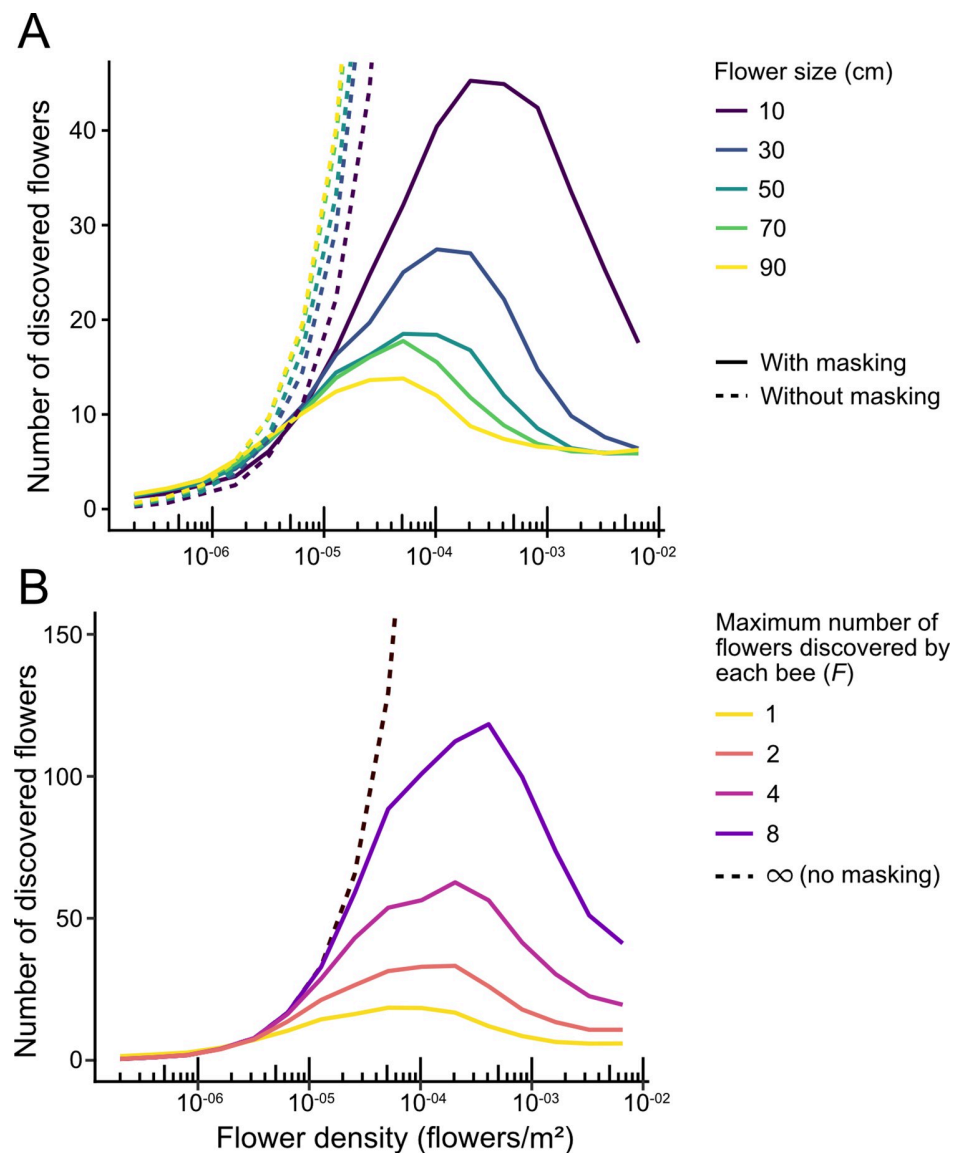 A
Number of discovered flowers
40
30
20
10
0
10⁻⁰⁶
10⁻⁰⁵
10⁻⁰⁴
10⁻⁰³
10⁻⁰²
Flower size (cm)
10
30
50
70
90
With masking
Without masking
B
Number of discovered flowers
150
100
50
0
10⁻⁰⁶
10⁻⁰⁵
10⁻⁰⁴
10⁻⁰³
10⁻⁰²
Flower density (flowers/m²)
Maximum number of
flowers discovered by
each bee (F)
1
2
4
8
∞ (no masking)